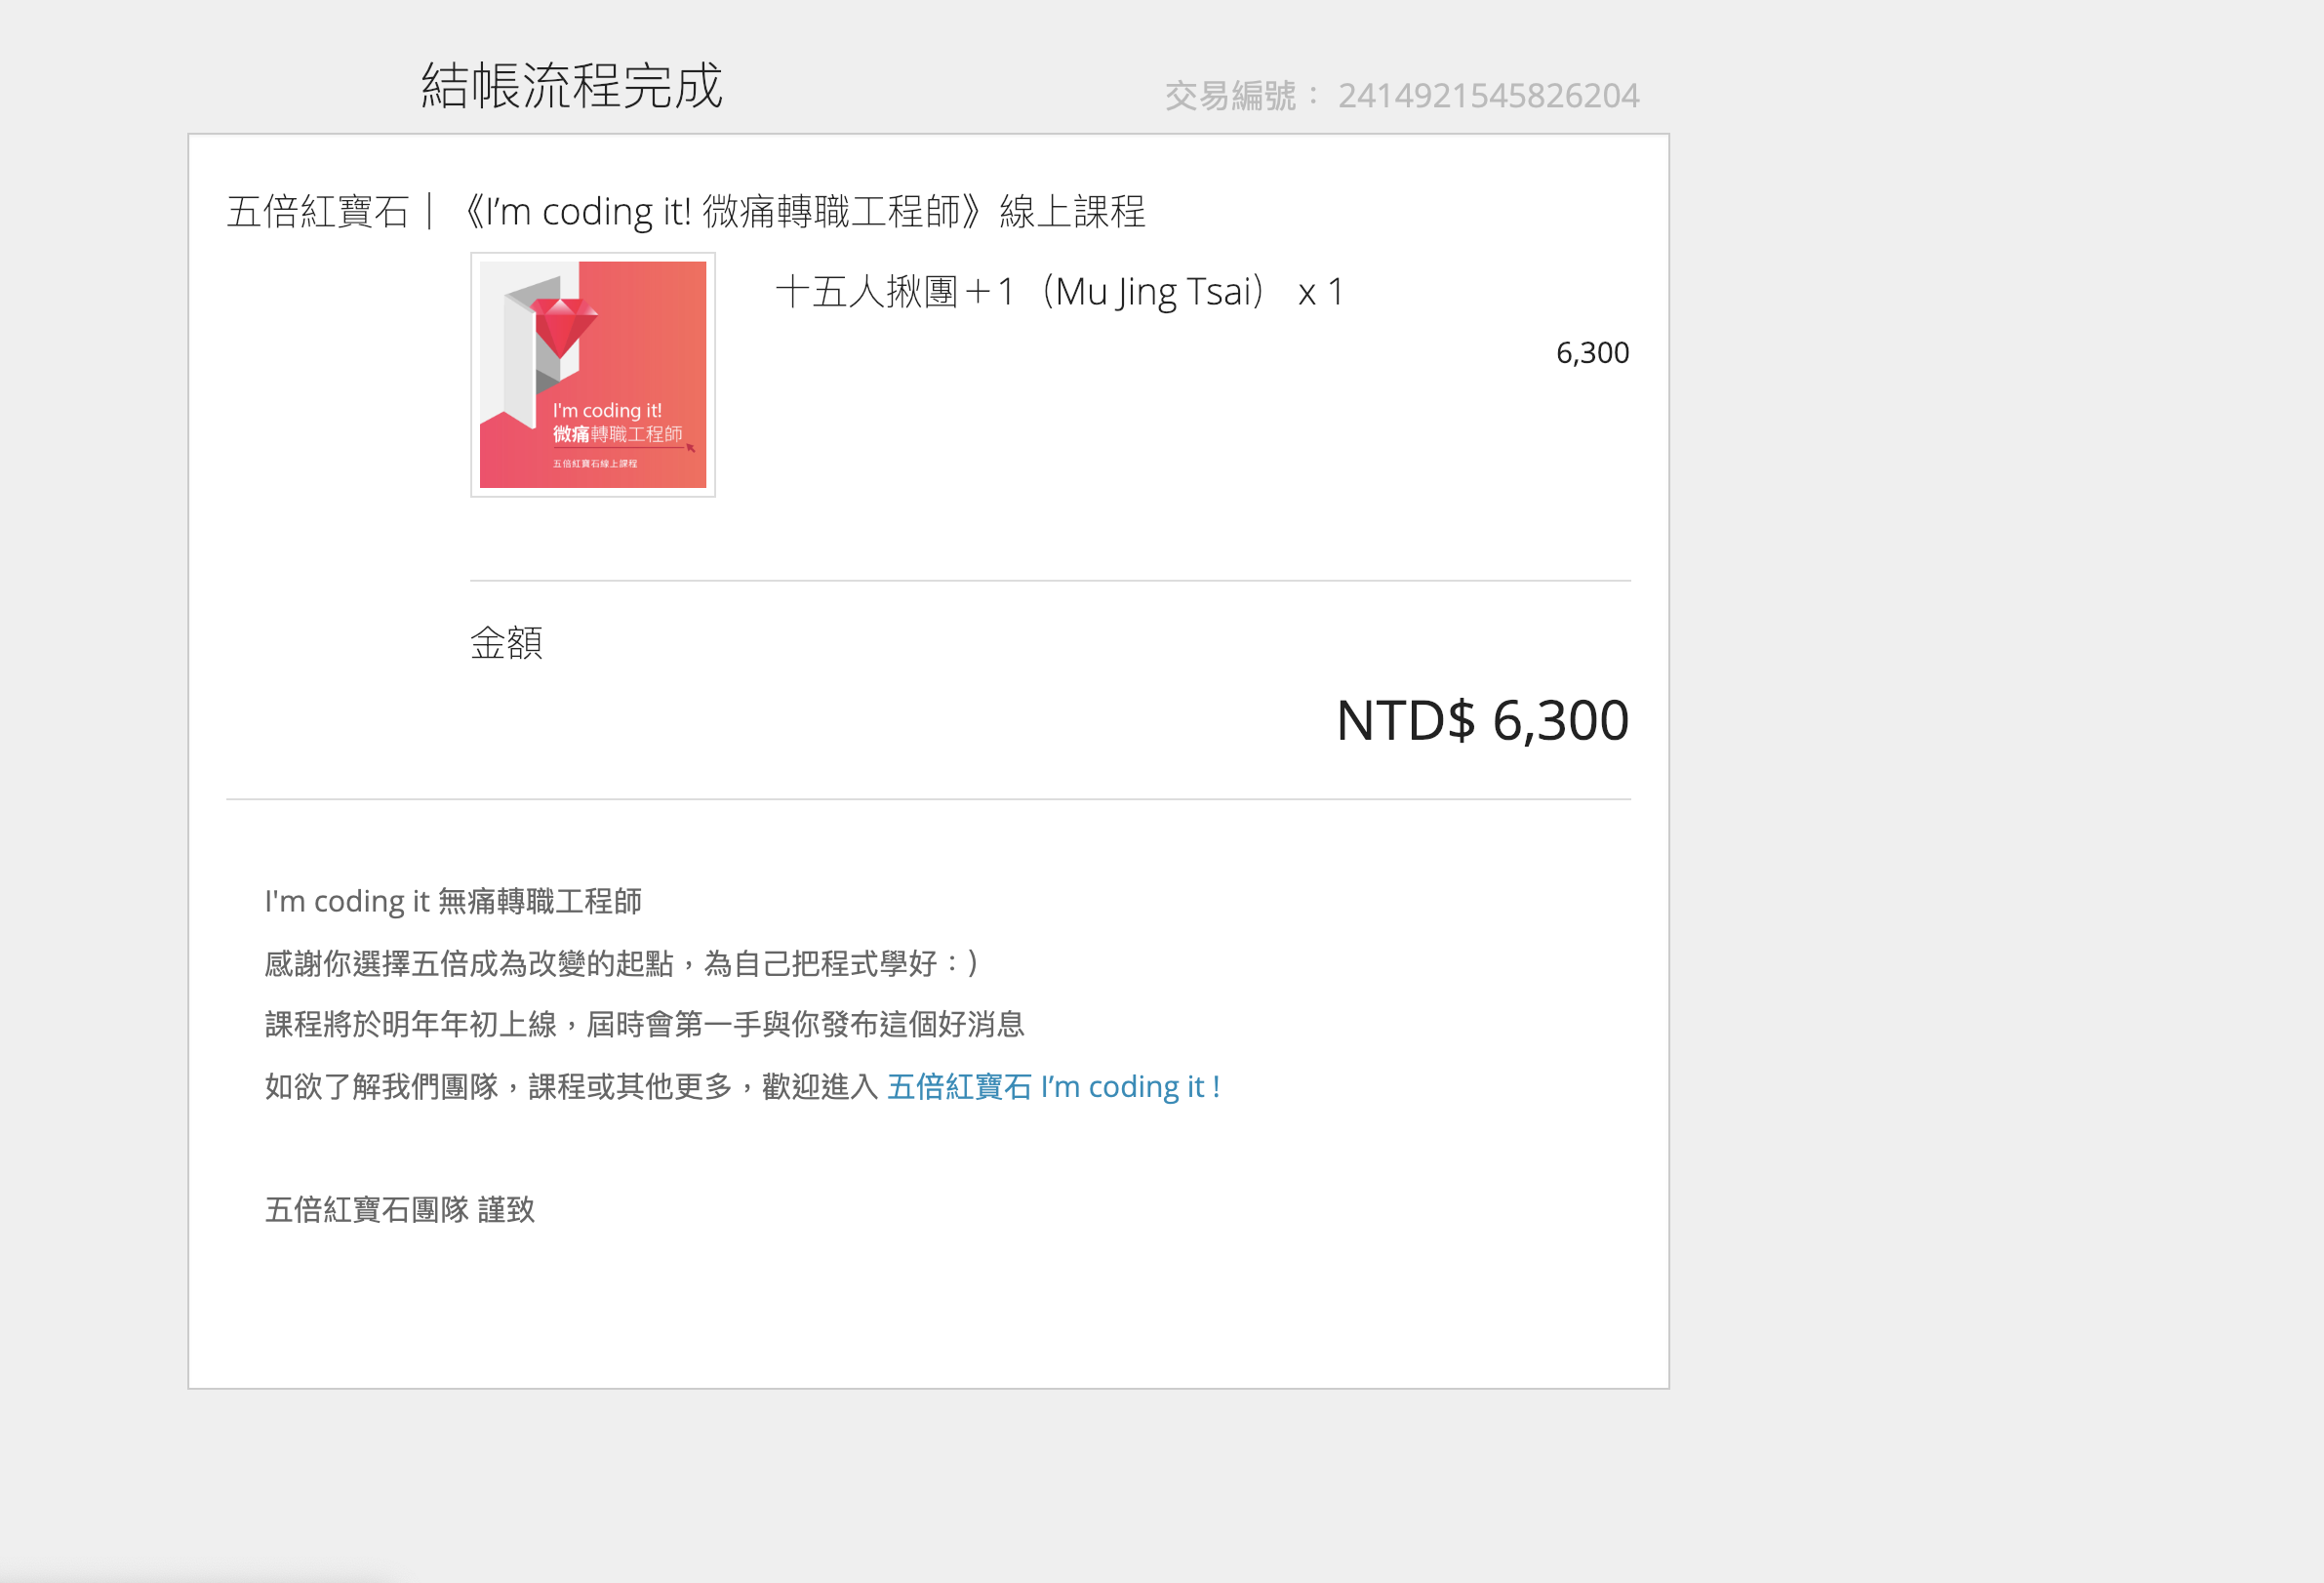 結帳流程完成
交易編號： 2414921545826204
五倍紅寶石｜《I’m coding it! 微痛轉職工程師》線上課程
十五人揪團＋1（Mu Jing Tsai） x 1
6,300
I'm coding it!
微痛轉職工程師
五倍紅寶石線上課程
金額
NTD$ 6,300
I'm coding it 無痛轉職工程師
感謝你選擇五倍成為改變的起點，為自己把程式學好：)
課程將於明年年初上線，屆時會第一手與你發布這個好消息
如欲了解我們團隊，課程或其他更多，歡迎進入 五倍紅寶石 I’m coding it !
五倍紅寶石團隊 謹致